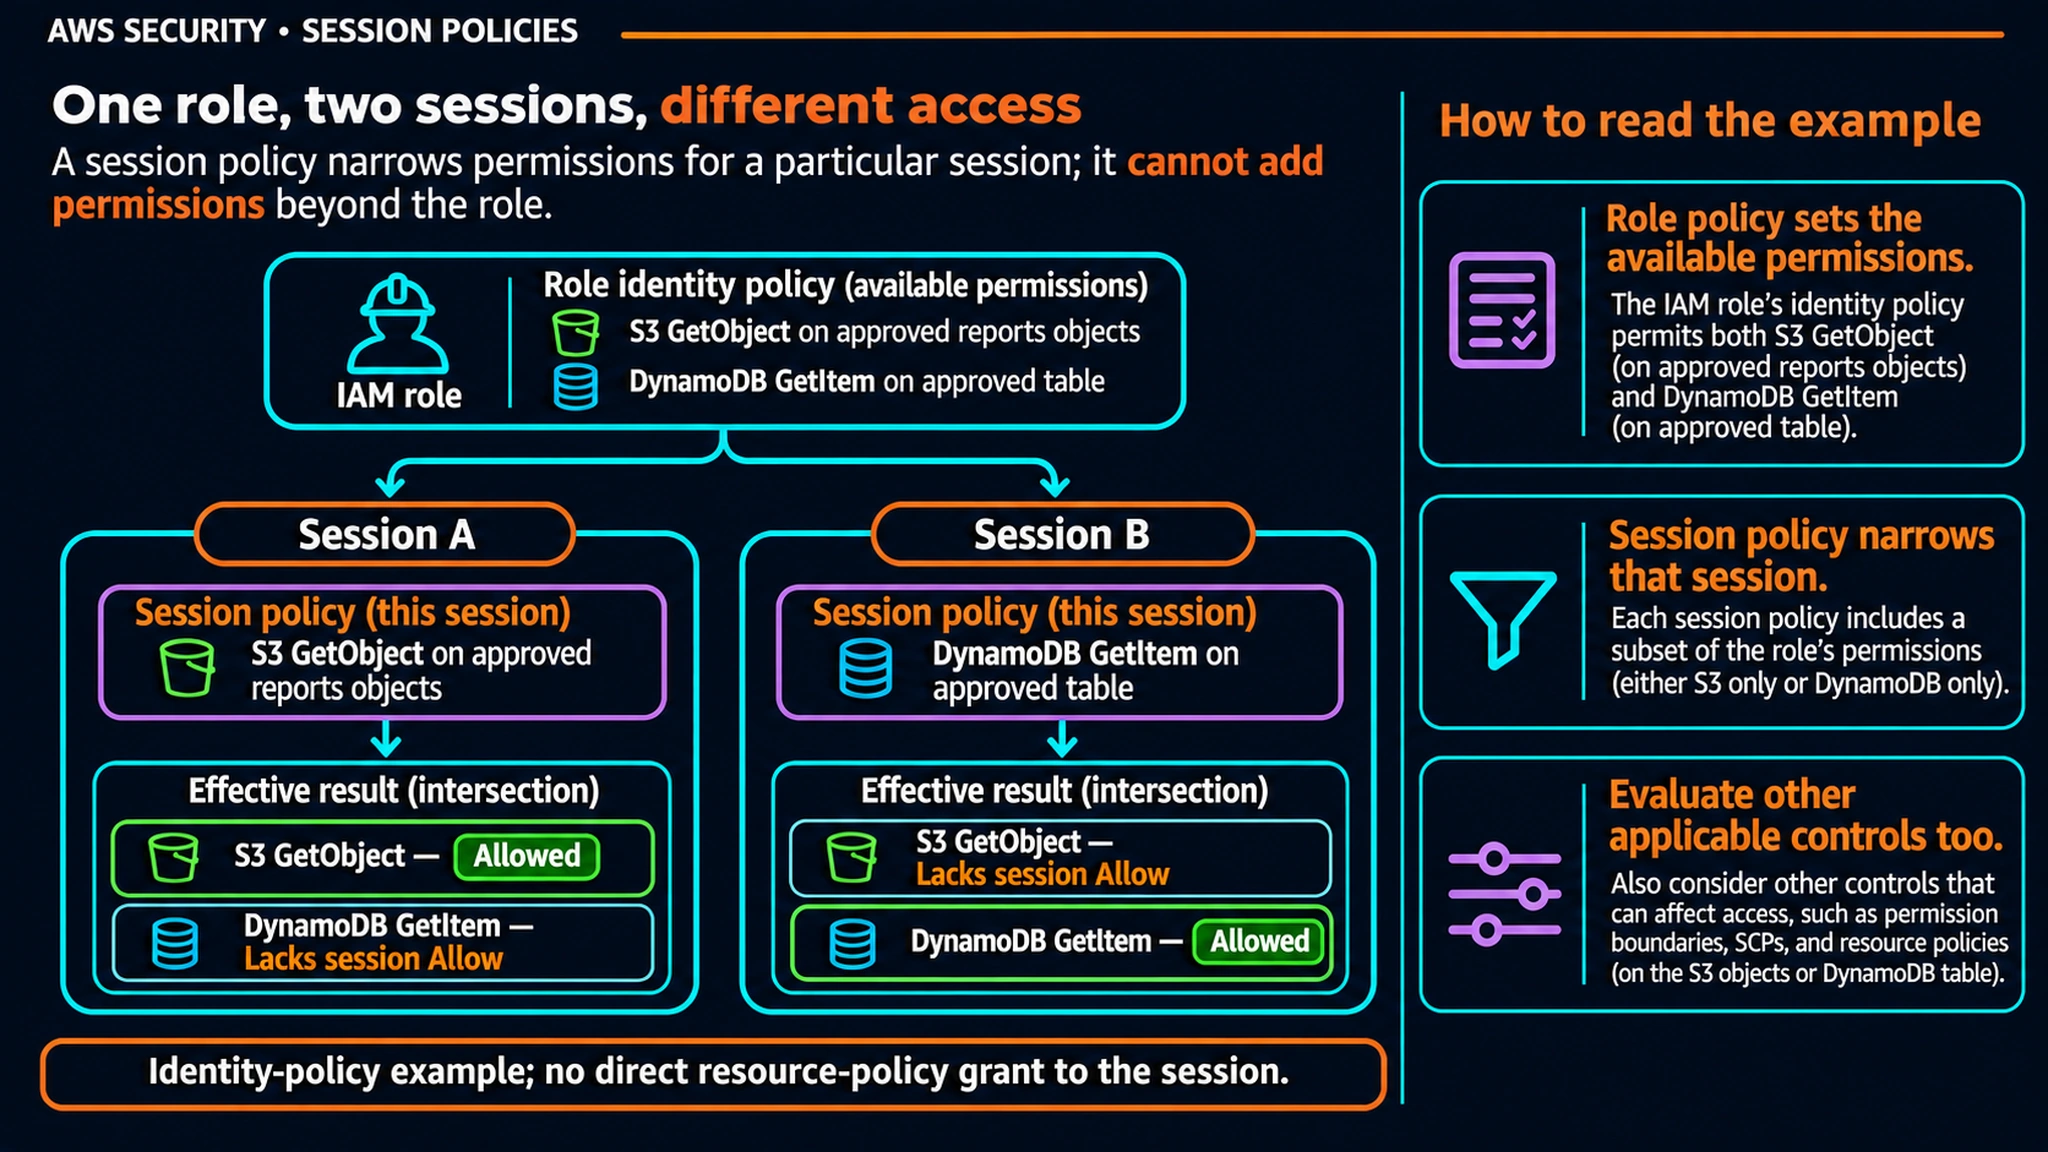 AWS SECURITY • SESSION POLICIES
One role, two sessions, different access
A session policy narrows permissions for a particular session; it cannot add
permissions beyond the role.
IAM role
Role identity policy (available permissions)
S3 GetObject on approved reports objects
DynamoDB GetItem on approved table
Session A
Session policy (this session)
S3 GetObject on approved
reports objects
Effective result (intersection)
S3 GetObject — Allowed
DynamoDB GetItem —
Lacks session Allow
Session B
Session policy (this session)
DynamoDB GetItem on
approved table
Effective result (intersection)
S3 GetObject —
Lacks session Allow
DynamoDB GetItem — Allowed
Identity-policy example; no direct resource-policy grant to the session.
How to read the example
Role policy sets the
available permissions.
The IAM role’s identity policy
permits both S3 GetObject
(on approved reports objects)
and DynamoDB GetItem
(on approved table).
Session policy narrows
that session.
Each session policy includes a
subset of the role’s permissions
(either S3 only or DynamoDB only).
Evaluate other
applicable controls too.
Also consider other controls that
can affect access, such as permission
boundaries, SCPs, and resource policies
(on the S3 objects or DynamoDB table).